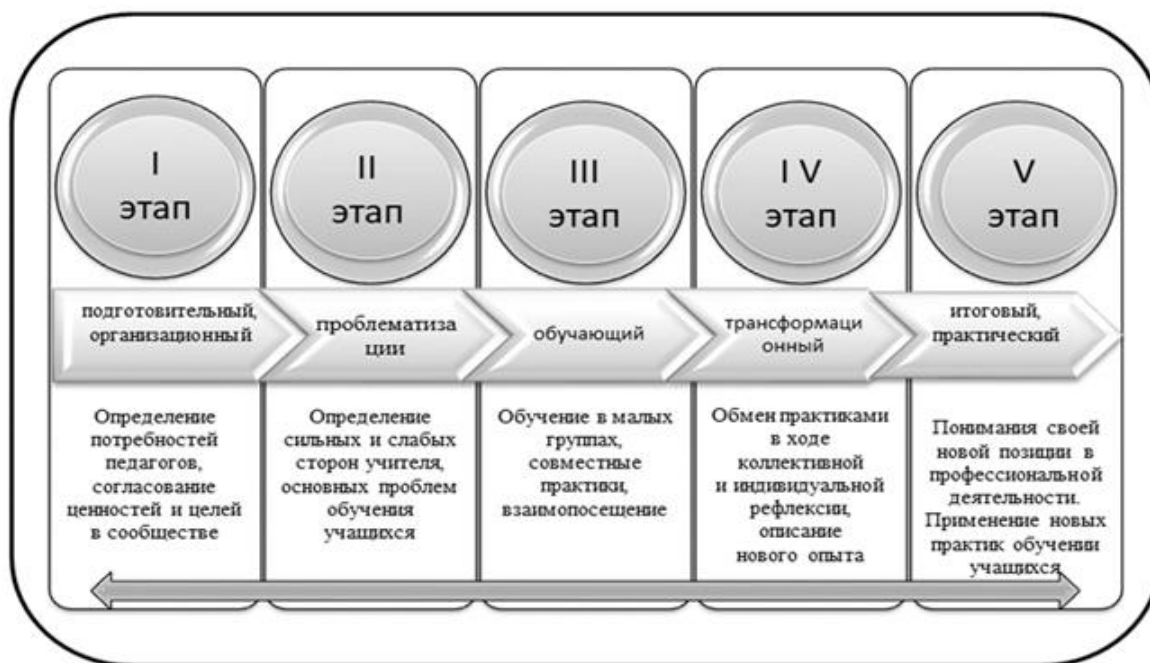 I
этап
подготовительный,
организационный
Определение
потребностей
педагогов,
согласование
ценностей и целей
в сообществе
II
этап
проблематиза
ции
Определение
сильных и слабых
сторон учителя,
основных проблем
обучения
учащихся
III
этап
обучающий
Обучение в малых
группах,
совместные
практики,
взаимопосещение
I V
этап
трансформаци
онный
Обмен практиками
в ходе
коллективной
и индивидуальной
рефлексии,
описание
нового опыта
V
этап
итоговый,
практический
Понимания своей
новой позиции в
профессиональной
деятельности.
Применение новых
практик обучении
учащихся